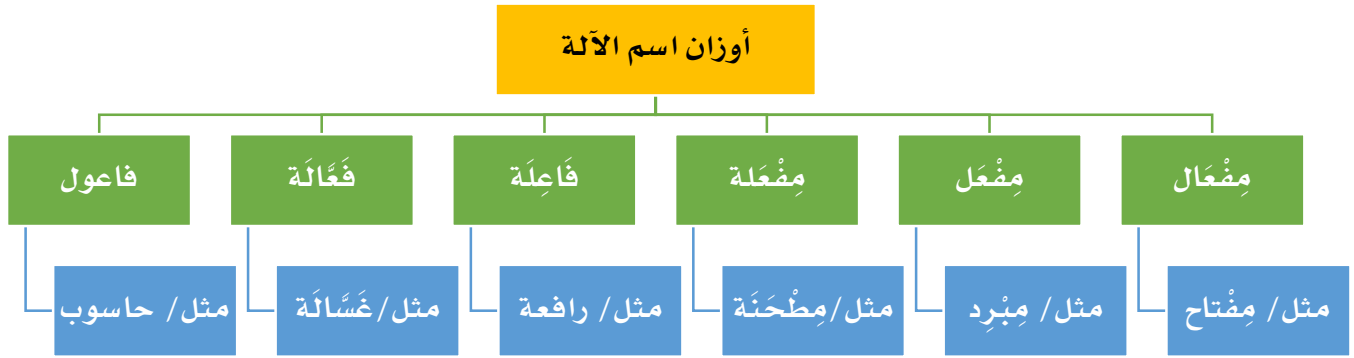 أوزان اسم الآلة
مِفْعَال
مِفْعَل
مِفْعَلة
فَاعِلَة
فَعَّالَة
فاعول
مثل/ مِفْتاح
مثل/ مِبْرِد
مثل/مِطْحَنَة
مثل/ رافعة
مثل/غَسَّالَة
مثل/ حاسوب